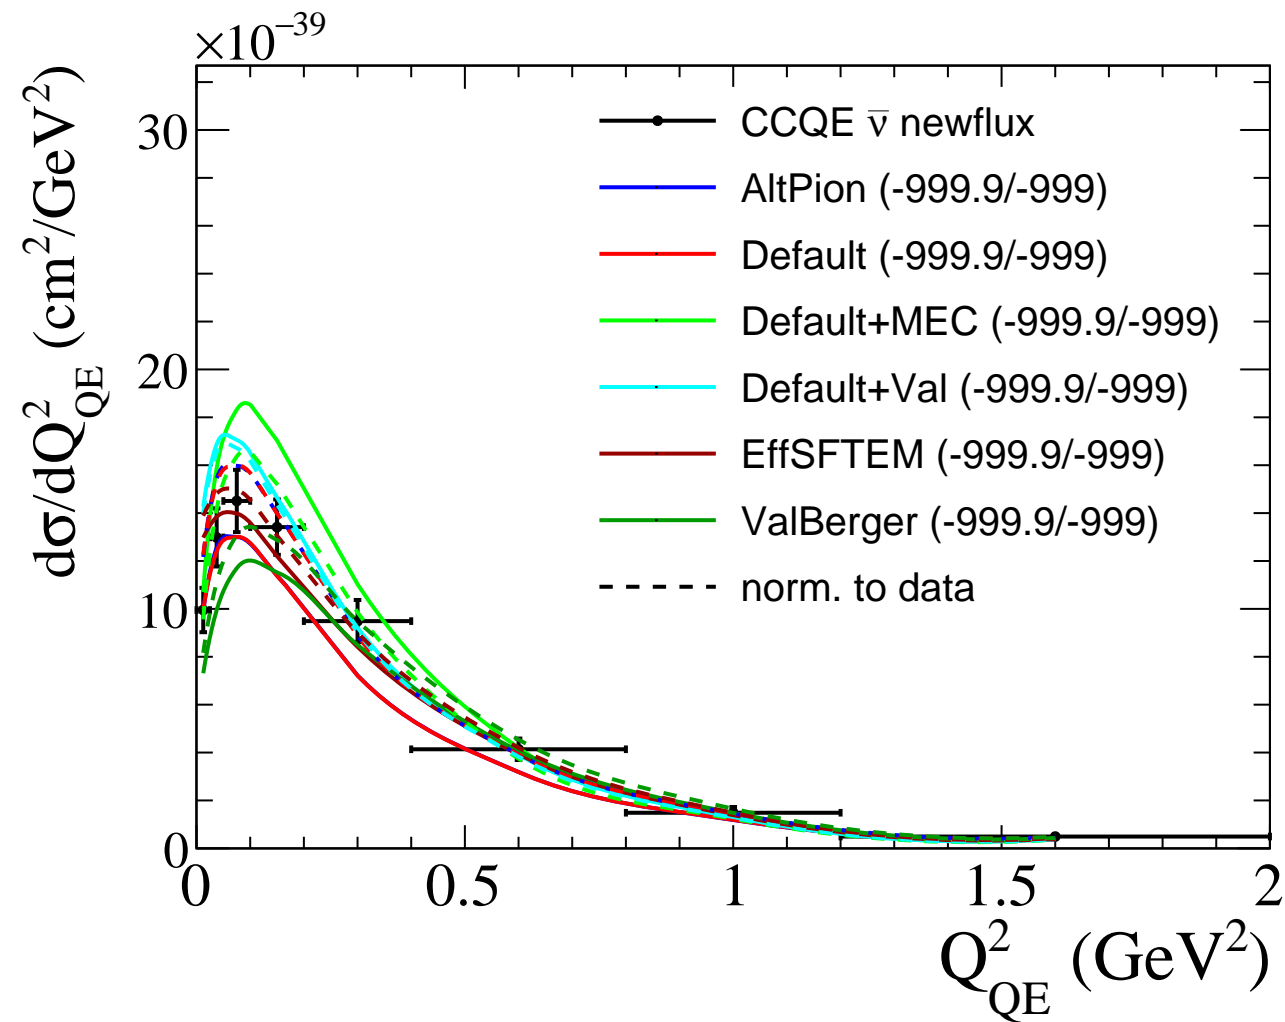 ×10⁻³⁹
dσ/dQ²_QE (cm²/GeV²)
30
20
10
0
CCQE ν̅ newflux
AltPion (-999.9/-999)
Default (-999.9/-999)
Default+MEC (-999.9/-999)
Default+Val (-999.9/-999)
EffSFTEM (-999.9/-999)
ValBerger (-999.9/-999)
norm. to data
0 0.5 1 1.5 2
Q²_QE (GeV²)